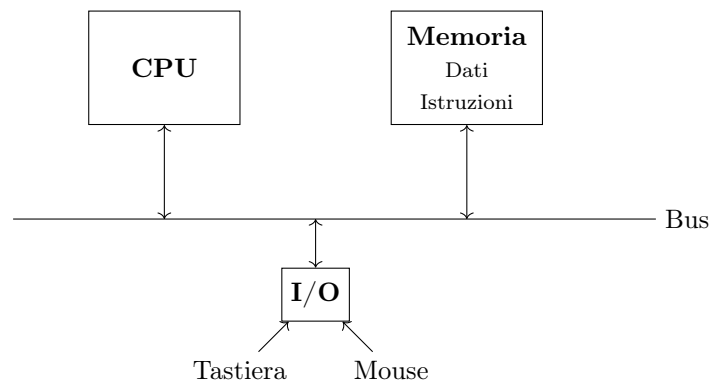 CPU
Memoria
Dati
Istruzioni
Bus
I/O
Tastiera
Mouse